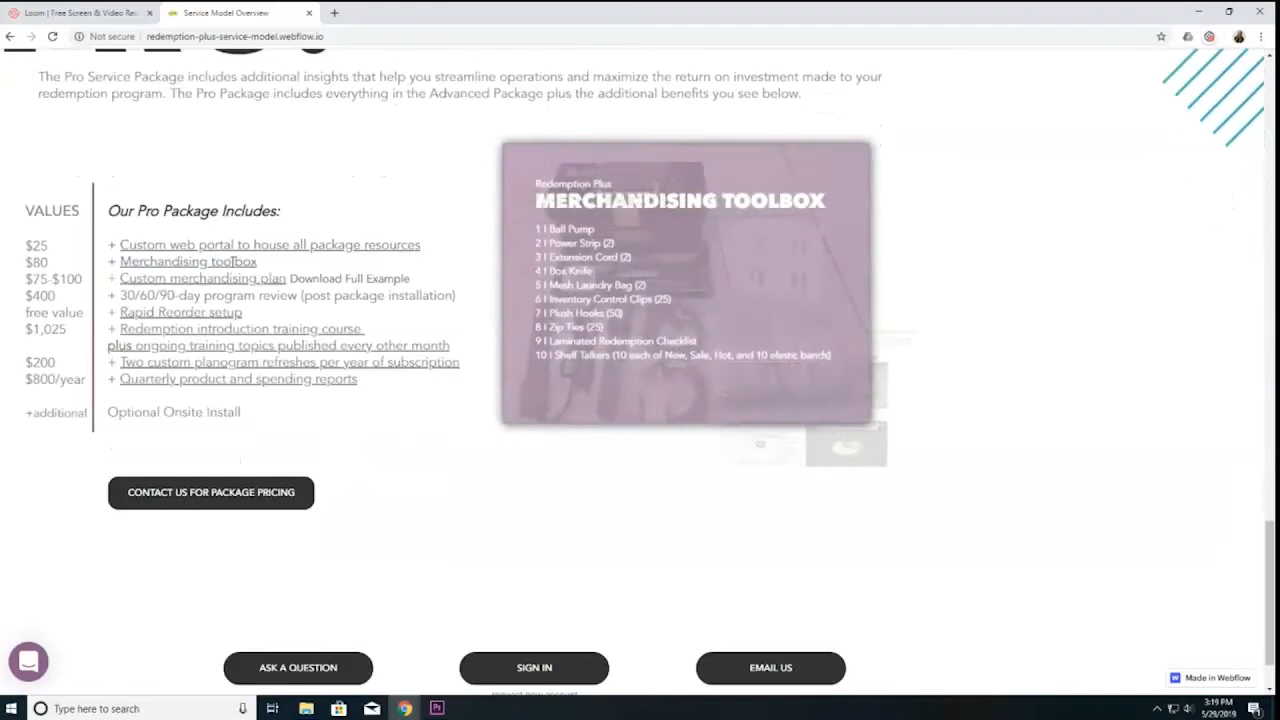 Loom | Free Screen & Video Rec
Service Model Overview
Not secure
redemption-plus-service-model.webflow.io
The Pro Service Package includes additional insights that help you streamline operations and maximize the return on investment made to your
redemption program. The Pro Package includes everything in the Advanced Package plus the additional benefits you see below.
VALUES
Our Pro Package Includes:
$25
+ Custom web portal to house all package resources
$80
+ Merchandising toolbox
$75-$100
+ Custom merchandising plan Download Full Example
$400
+ 30/60/90-day program review (post package installation)
free value
+ Rapid Reorder setup
$1,025
+ Redemption introduction training course
plus ongoing training topics published every other month
$200
+ Two custom planogram refreshes per year of subscription
$800/year
+ Quarterly product and spending reports
+additional
Optional Onsite Install
Redemption Plus
MERCHANDISING TOOLBOX
1 | Ball Pump
2 | Power Strip (2)
3 | Extension Cord (2)
4 | Box Knife
5 | Mesh Laundry Bag (2)
6 | Inventory Control Clips (25)
7 | Plush Hooks (50)
8 | Zip Ties (25)
9 | Laminated Redemption Checklist
10 | Shelf Talkers (10 each of New, Sale, Hot, and 10 elastic bands)
CONTACT US FOR PACKAGE PRICING
ASK A QUESTION
SIGN IN
EMAIL US
request new account
Made in Webflow
Type here to search
3:19 PM
5/29/2019